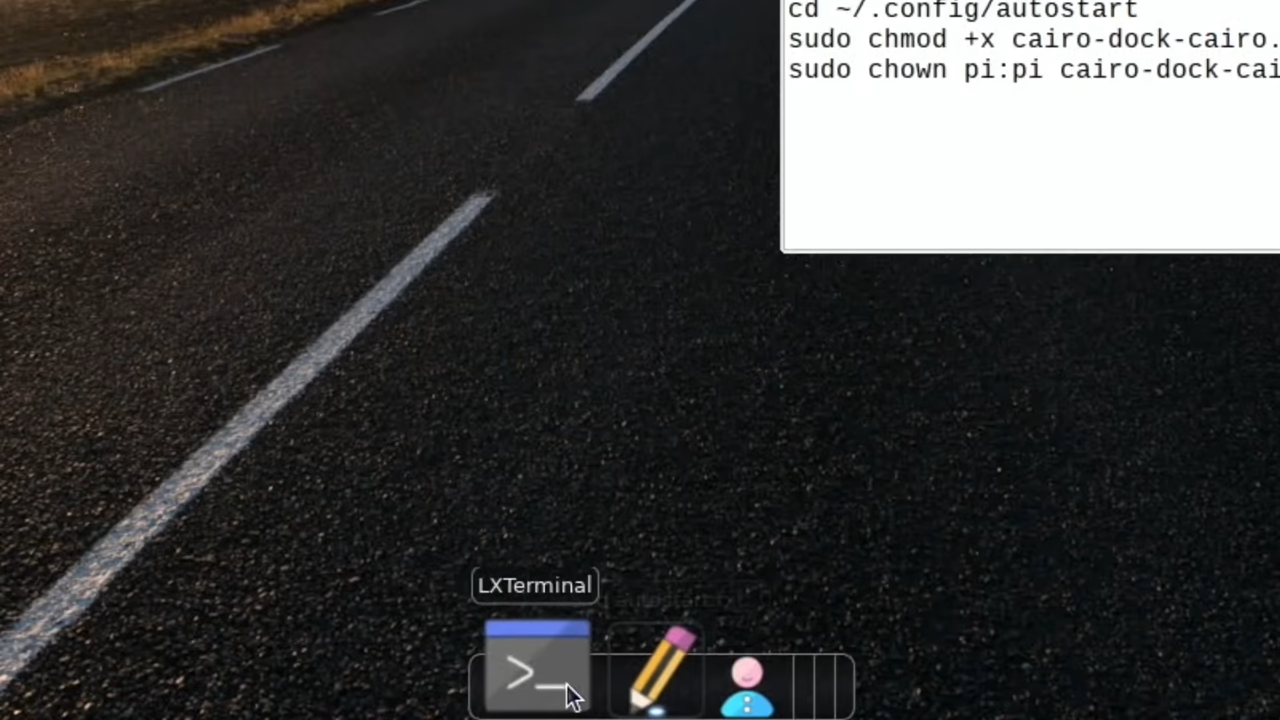 cd ~/.config/autostart
sudo chmod +x cairo-dock-cairo.
sudo chown pi:pi cairo-dock-cai
LXTerminal
>_